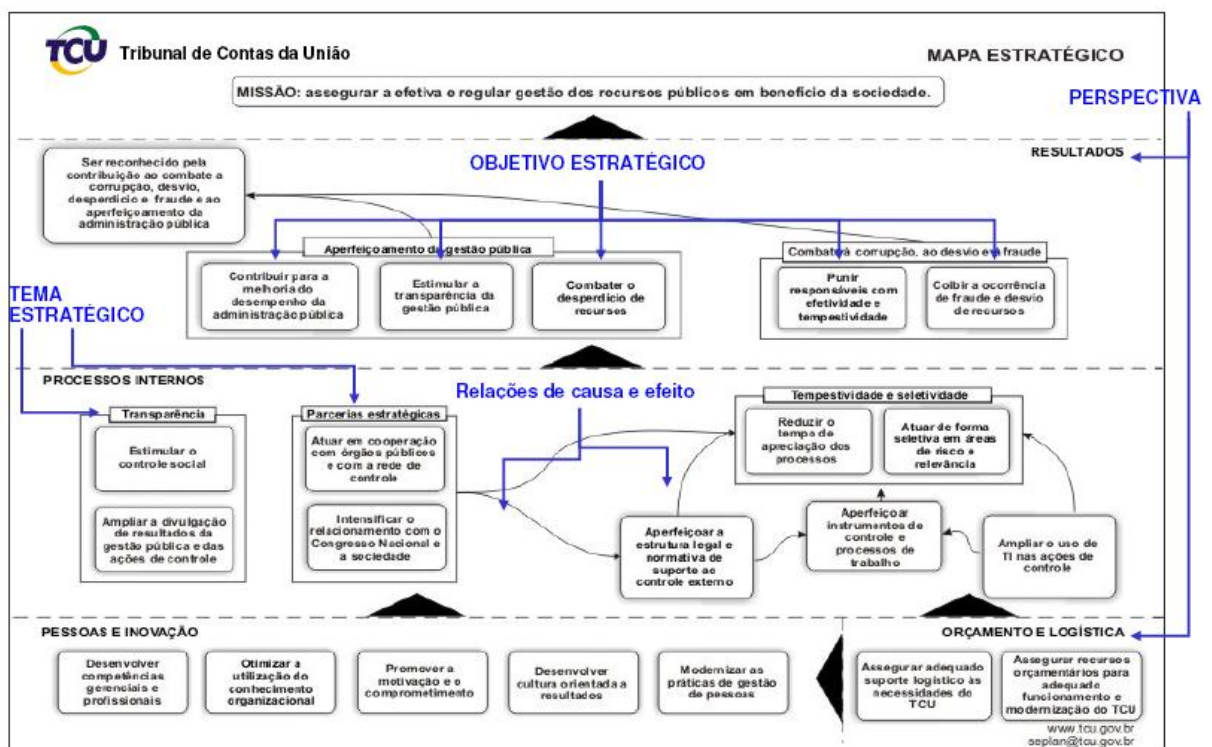 TCU Tribunal de Contas da União
MAPA ESTRATÉGICO
MISSÃO: assegurar a efetiva e regular gestão dos recursos públicos em benefício da sociedade.
PERSPECTIVA
RESULTADOS
OBJETIVO ESTRATÉGICO
Ser reconhecido pela
contribuição ao combate a
corrupção, desvio,
desperdício e fraude e ao
aperfeiçoamento da
administração pública
Aperfeiçoamento da gestão pública
Contribuir para a
melhoria do
desempenho da
administração pública
Estimular a
transparência da
gestão pública
Combater o
desperdício de
recursos
Combate à corrupção, ao desvio e à fraude
Punir
responsáveis com
efetividade e
tempestividade
Coibir a ocorrência
de fraude e desvio
de recursos
TEMA
ESTRATÉGICO
PROCESSOS INTERNOS
Relações de causa e efeito
Transparência
Estimular o
controle social
Ampliar a divulgação
de resultados da
gestão pública e das
ações de controle
Parcerias estratégicas
Atuar em cooperação
com órgãos públicos
e com a rede de
controle
Intensificar o
relacionamento com o
Congresso Nacional e
a sociedade
Tempestividade e seletividade
Reduzir o
tempo de
apreciação dos
processos
Atuar de forma
seletiva em áreas
de risco e
relevância
Aperfeiçoar a
estrutura legal e
normativa de
suporte ao
controle externo
Aperfeiçoar
instrumentos de
controle e
processos de
trabalho
Ampliar o uso de
TI nas ações de
controle
PESSOAS E INOVAÇÃO
Desenvolver
competências
gerenciais e
profissionais
Otimizar a
utilização do
conhecimento
organizacional
Promover a
motivação e o
comprometimento
Desenvolver
cultura orientada a
resultados
Modernizar as
práticas de gestão
de pessoas
ORÇAMENTO E LOGÍSTICA
Assegurar adequado
suporte logístico às
necessidades do
TCU
Assegurar recursos
orçamentários para
adequado
funcionamento e
modernização do TCU
www.tcu.gov.br
seplan@tcu.gov.br